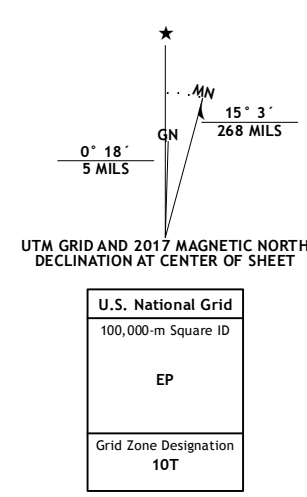 ★
MN
GN
15° 3´
268 MILS
0° 18´
5 MILS
UTM GRID AND 2017 MAGNETIC NORTH
DECLINATION AT CENTER OF SHEET
U.S. National Grid
100,000-m Square ID
EP
Grid Zone Designation
10T